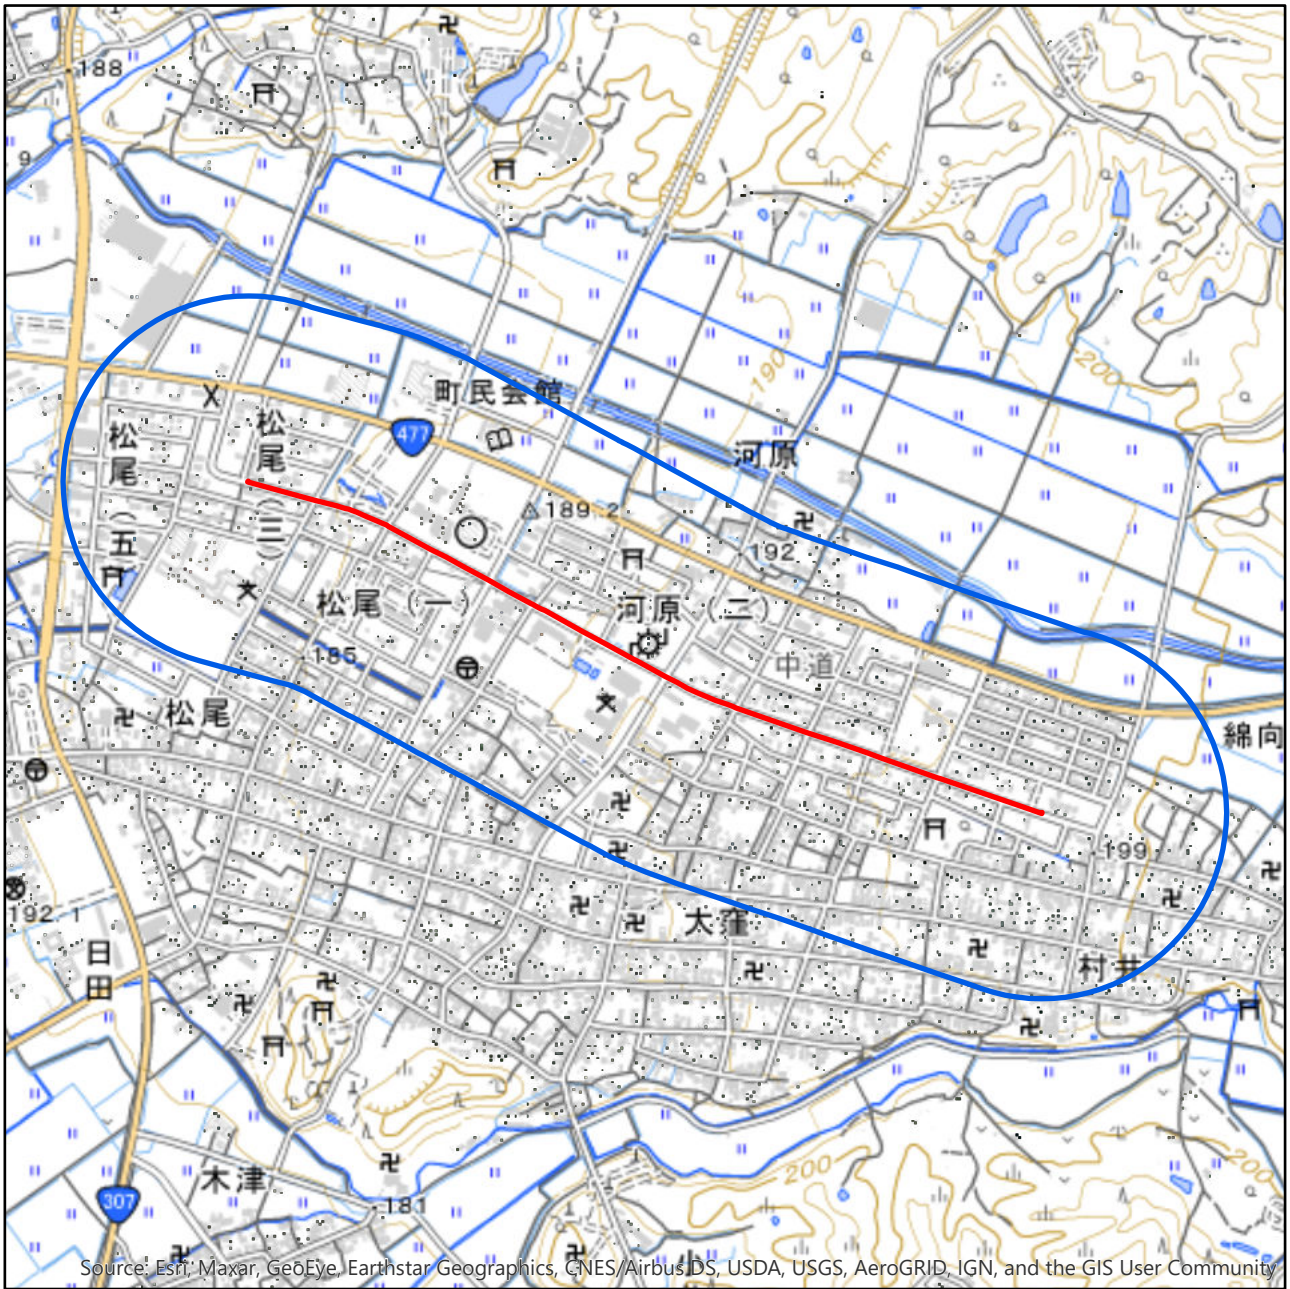 188
9
町民会館
松尾（五）
松尾（三）
477
190
200
河原
189.2
192
松尾（一）
河原（二）
中道
185
松尾
綿向
199
192.1
大窪
村井
日田
木津
307
181
200
200
小
Source: Esri, Maxar, GeoEye, Earthstar Geographics, CNES/Airbus DS, USDA, USGS, AeroGRID, IGN, and the GIS User Community